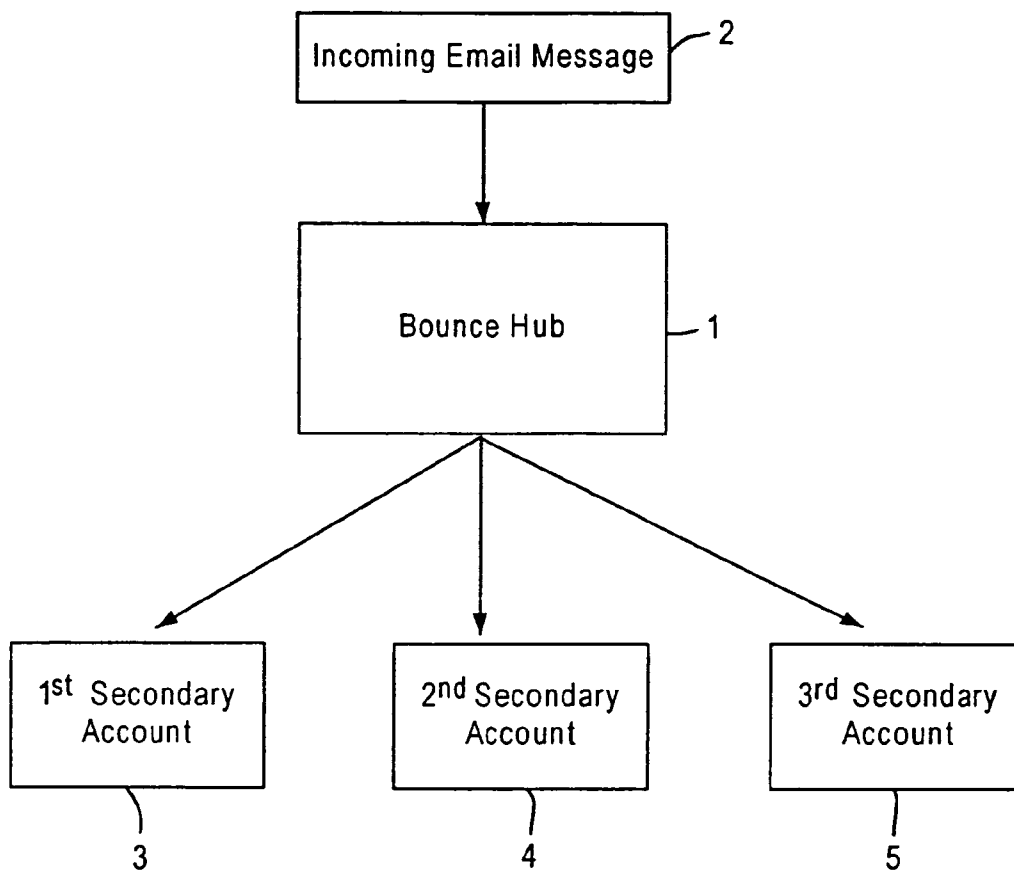 Incoming Email Message
2
Bounce Hub
1
1st Secondary
Account
2nd Secondary
Account
3rd Secondary
Account
3
4
5